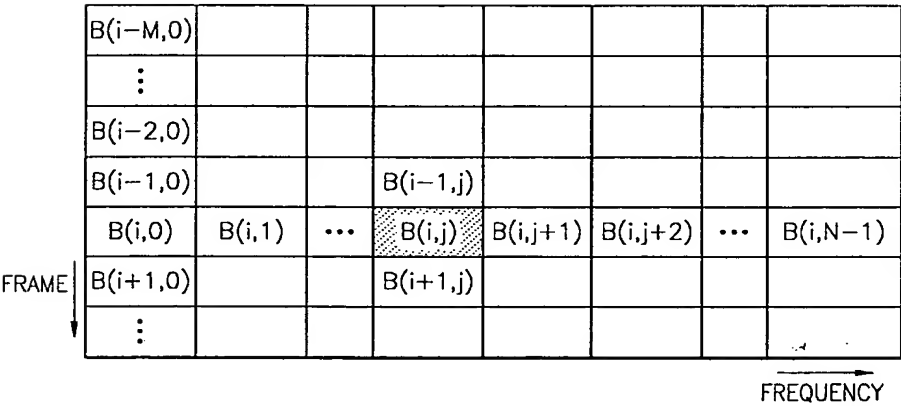 B(i−M,0)
⋮
B(i−2,0)
B(i−1,0) B(i−1,j)
B(i,0) B(i,1) ⋯ B(i,j) B(i,j+1) B(i,j+2) ⋯ B(i,N−1)
FRAME B(i+1,0) B(i+1,j)
⋮
FREQUENCY